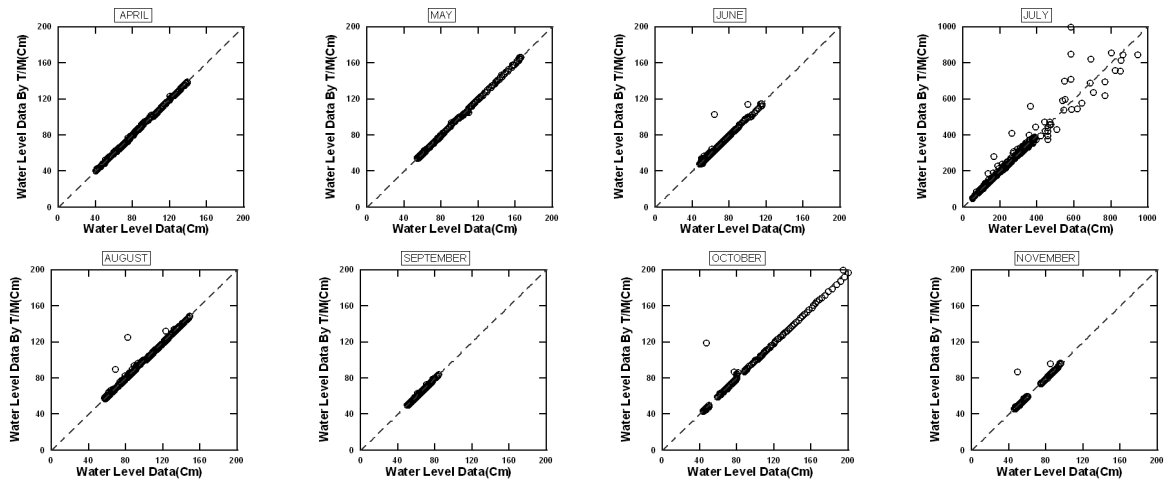 APRIL
Water Level Data By T/M(Cm)
200
160
120
80
40
0
0 40 80 120 160 200
Water Level Data(Cm)
MAY
Water Level Data By T/M(Cm)
200
160
120
80
40
0
0 40 80 120 160 200
Water Level Data(Cm)
JUNE
Water Level Data By T/M(Cm)
200
160
120
80
40
0
0 40 80 120 160 200
Water Level Data(Cm)
JULY
Water Level Data By T/M(Cm)
1000
800
600
400
200
0
0 200 400 600 800 1000
Water Level Data(Cm)
AUGUST
Water Level Data By T/M(Cm)
200
160
120
80
40
0
0 40 80 120 160 200
Water Level Data(Cm)
SEPTEMBER
Water Level Data By T/M(Cm)
200
160
120
80
40
0
0 40 80 120 160 200
Water Level Data(Cm)
OCTOBER
Water Level Data By T/M(Cm)
200
160
120
80
40
0
0 40 80 120 160 200
Water Level Data(Cm)
NOVEMBER
Water Level Data By T/M(Cm)
200
160
120
80
40
0
0 40 80 120 160 200
Water Level Data(Cm)